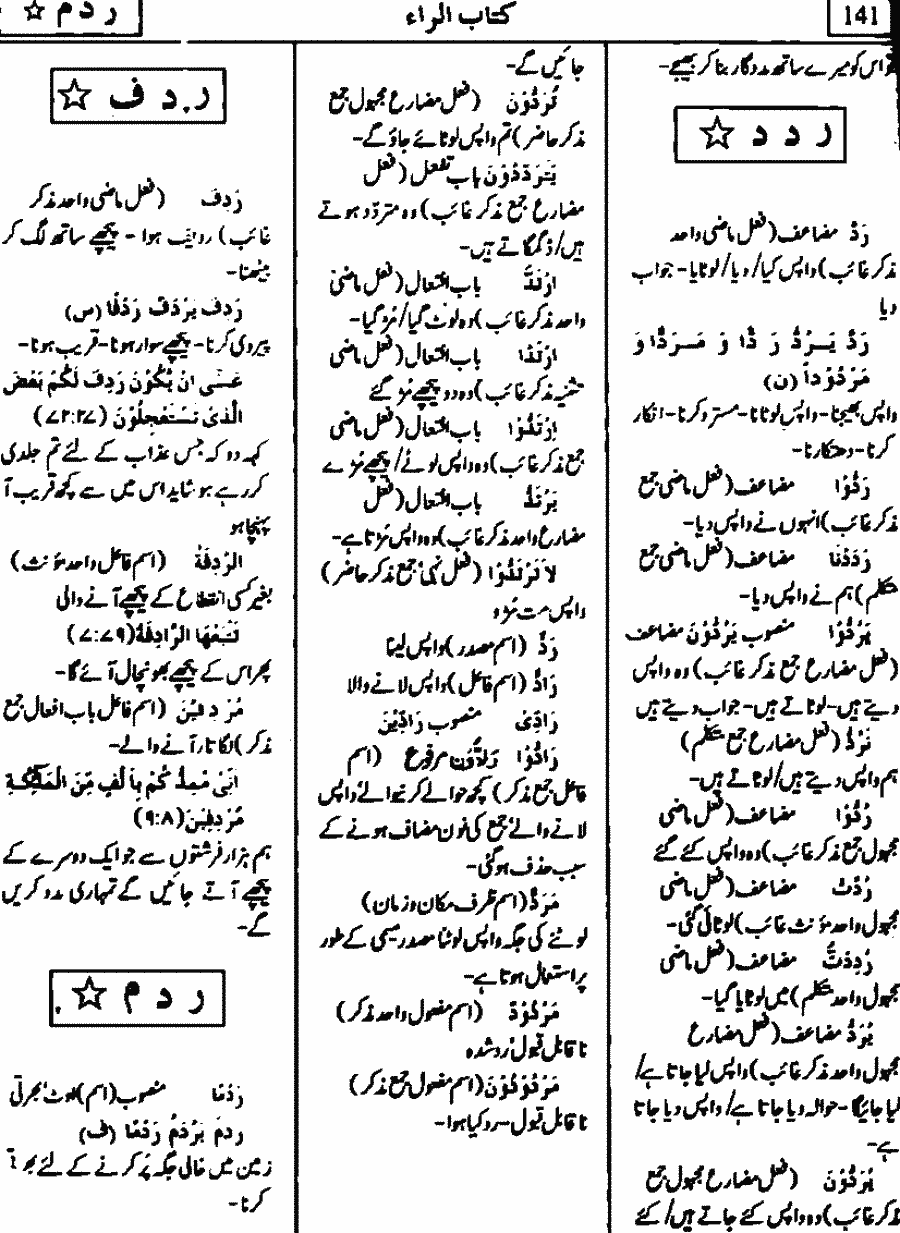 141
کتاب الراء
ر د م ☆
تو اس کو میرے ساتھ مددگار بنا کر بھیجے۔
ر د د ☆
رَدَّ مضاعف (فعل ماضی واحد
مذکر غائب) واپس کیا/ دیا/ لوٹایا۔ جواب
دیا
رَدَّ یَرُدُّ رَ دًّا وَ مَرَدًّا وَ
مَرْدُوْداً (ن)
واپس بھیجنا۔ واپس لوٹانا۔ مسترد کرنا۔ انکار
کرنا۔ دھتکارنا۔
رَدُّوْا مضاعف (فعل ماضی جمع
مذکر غائب) انہوں نے واپس دیا۔
رَدَدْنَا مضاعف (فعل ماضی جمع
متکلم) ہم نے واپس دیا۔
یَرُدُّوْا منصوب یَرُدُّوْنَ مضاعف
(فعل مضارع جمع مذکر غائب) وہ واپس
دیتے ہیں۔ لوٹاتے ہیں۔ جواب دیتے ہیں
نَرُدُّ (فعل مضارع جمع متکلم)
ہم واپس دیتے ہیں/ لوٹاتے ہیں۔
رُدُّوْا مضاعف (فعل ماضی
مجہول جمع مذکر غائب) وہ واپس کئے گئے
رُدَّتْ مضاعف (فعل ماضی
مجہول واحد مؤنث غائب) لوٹائی گئی۔
رُدِدْتُّ مضاعف (فعل ماضی
مجہول واحد متکلم) میں لوٹایا گیا۔
یُرَدُّ مضاعف (فعل مضارع
مجہول واحد مذکر غائب) واپس لیا جاتا ہے/
لیا جائیگا۔ حوالہ دیا جاتا ہے/ واپس دیا جاتا
ہے۔
یُرَدُّوْنَ (فعل مضارع مجہول جمع
مذکر غائب) وہ واپس کئے جاتے ہیں/ کئے
جائیں گے۔
تُرَدُّوْنَ (فعل مضارع مجہول جمع
مذکر حاضر) تم واپس لوٹائے جاؤ گے۔
یَتَرَدَّدُوْنَ باب تفعل (فعل
مضارع جمع مذکر غائب) وہ متردد ہوتے
ہیں/ ڈگمگاتے ہیں۔
اِرْتَدَّ باب افتعال (فعل ماضی
واحد مذکر غائب) وہ لوٹ گیا/ مُڑ گیا۔
اِرْتَدَّا باب افتعال (فعل ماضی
تثنیہ مذکر غائب) وہ دو پیچھے مُڑ گئے
اِرْتَدُّوْا باب افتعال (فعل ماضی
جمع مذکر غائب) وہ واپس لوٹے/ پیچھے مُڑے
یَرْتَدُّ باب افتعال (فعل
مضارع واحد مذکر غائب) وہ واپس مُڑتا ہے۔
لَا تَرْتَدُّوْا (فعل نہی جمع مذکر حاضر)
واپس مت مُڑو
رَدٌّ (اسم مصدر) واپس لینا
رَادٌّ (اسم فاعل) واپس لانے والا
رَادِّیْ منصوب رَادِّیْنَ
رَادُّوْا رَادُّوْنَ مرفوع (اسم
فاعل جمع مذکر) کچھ حوالے کرنیوالے واپس
لانے والے جمع کی نون مضاف ہونے کے
سبب حذف ہوگئی۔
مَرَدٌّ (اسم ظرف مکان و زمان)
لوٹنے کی جگہ واپس لوٹنا مصدر میمی کے طور
پر استعمال ہوتا ہے۔
مَرْدُوْدٌ (اسم مفعول واحد مذکر)
نا قابل قبول ر دشدہ
مَرْدُوْدُوْنَ (اسم مفعول جمع مذکر)
نا قابل قبول۔ رد کیا ہوا۔
ر د ف ☆
رَدِفَ (فعل ماضی واحد مذکر
غائب) ردیف ہوا۔ پیچھے ساتھ لگ کر
بیٹھنا۔
رَدِفَ یَرْدَفُ رَدْفًا (س)
پیروی کرنا۔ پیچھے سوار ہونا۔ قریب ہونا۔
عَسٰی اَنْ یَّکُوْنَ رَدِفَ لَکُمْ بَعْضُ
الَّذِیْ تَسْتَعْجِلُوْنَ (۷۲:۲۷)
کہہ دو کہ جس عذاب کے لئے تم جلدی
کر رہے ہو شاید اس میں سے کچھ قریب آ
پہنچا ہو
الرَّدِفَةُ (اسم فاعل واحد مؤنث)
بغیر کسی انقطاع کے پیچھے آنے والی
تَتْبَعُهَا الرَّادِفَةُ (۷:۷۹)
پھر اس کے پیچھے بھونچال آئے گا۔
مُرْدِفِیْنَ (اسم فاعل باب افعال جمع
مذکر) لگاتار آنے والے۔
اَنِّیْ مُمِدُّکُمْ بِاَلْفٍ مِّنَ الْمَلٰٓئِکَةِ
مُرْدِفِیْنَ (۹:۸)
ہم ہزار فرشتوں سے جو ایک دوسرے کے
پیچھے آتے جائیں گے تمہاری مدد کریں
گے۔
ر د م ☆
رَدْمًا منصوب (اسم) اوٹ بھرتی
ردمَ یَرْدَمُ رَدْمًا (ف)
زمین میں خالی جگہ پُر کرنے کے لئے بھر آ
کرنا۔